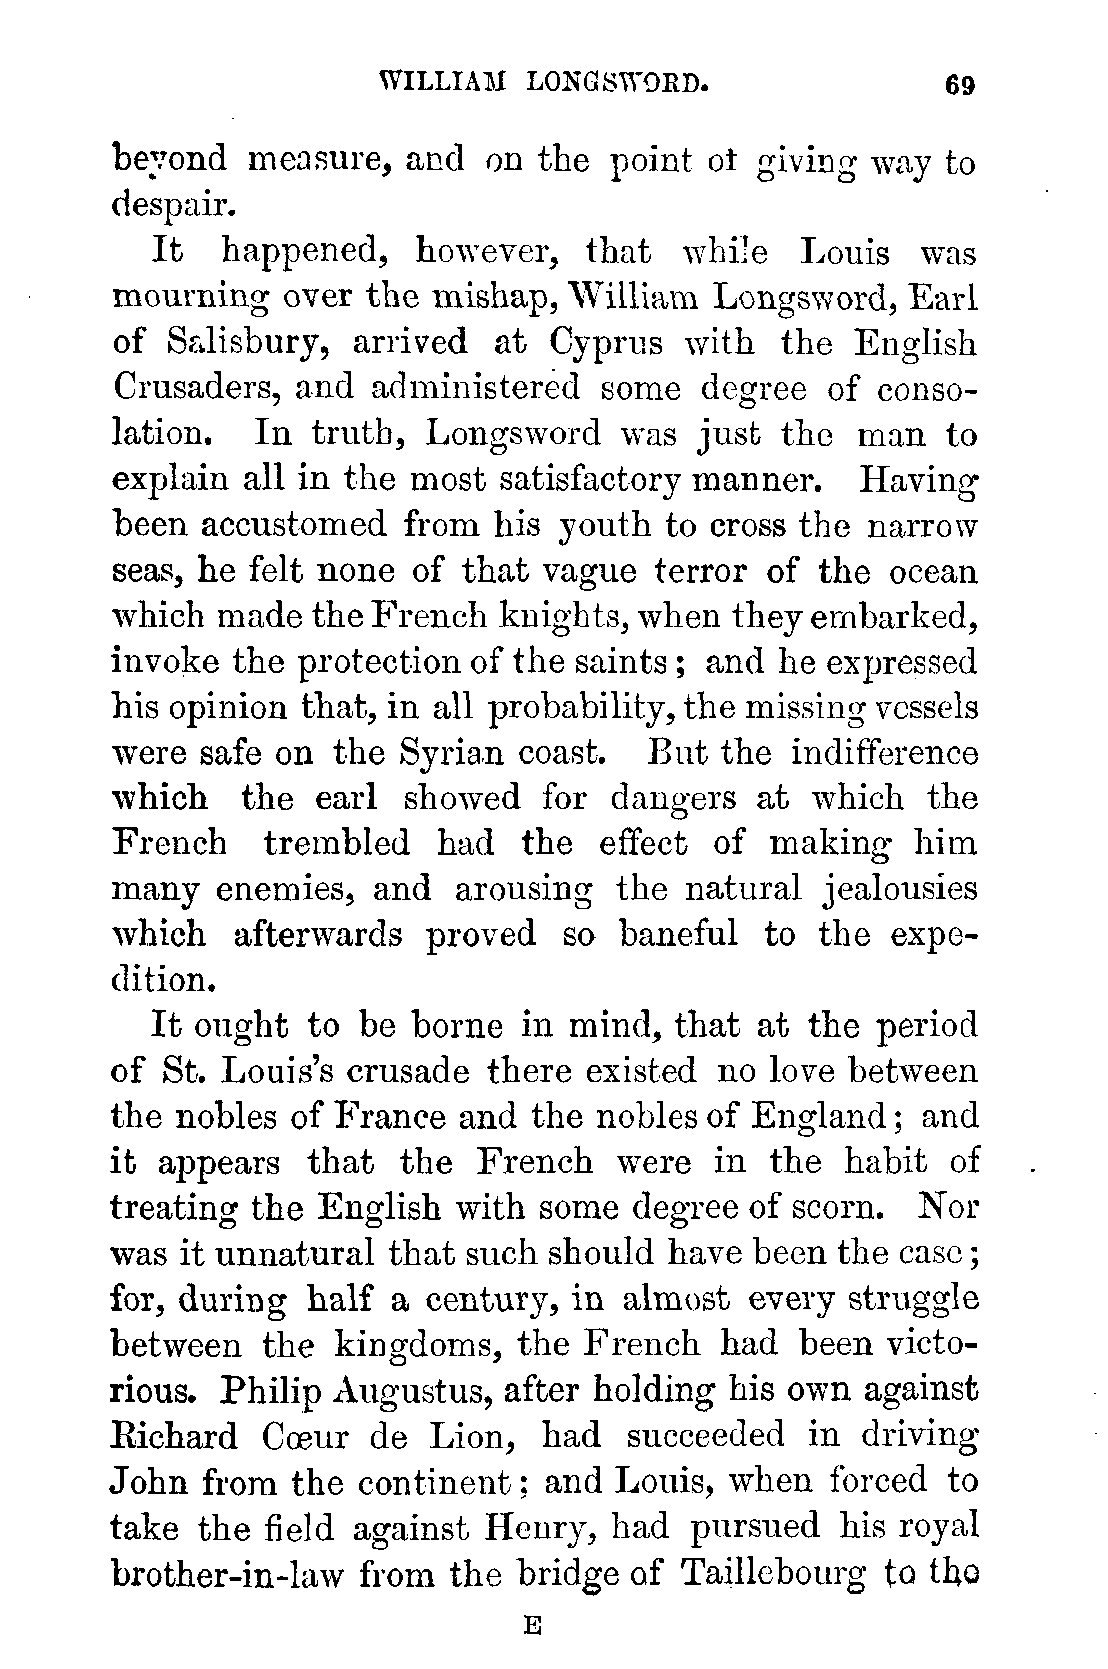 WILLIAM LONGSWORD. 69
beyond measure, and on the point of giving way to
despair.
It happened, however, that while Louis was
mourning over the mishap, William Longsword, Earl
of Salisbury, arrived at Cyprus with the English
Crusaders, and administered some degree of conso-
lation. In truth, Longsword was just the man to
explain all in the most satisfactory manner. Having
been accustomed from his youth to cross the narrow
seas, he felt none of that vague terror of the ocean
which made the French knights, when they embarked,
invoke the protection of the saints; and he expressed
his opinion that, in all probability, the missing vessels
were safe on the Syrian coast. But the indifference
which the earl showed for dangers at which the
French trembled had the effect of making him
many enemies, and arousing the natural jealousies
which afterwards proved so baneful to the expe-
dition.
It ought to be borne in mind, that at the period
of St. Louis's crusade there existed no love between
the nobles of France and the nobles of England; and
it appears that the French were in the habit of
treating the English with some degree of scorn. Nor
was it unnatural that such should have been the case;
for, during half a century, in almost every struggle
between the kingdoms, the French had been victo-
rious. Philip Augustus, after holding his own against
Richard Cœur de Lion, had succeeded in driving
John from the continent; and Louis, when forced to
take the field against Henry, had pursued his royal
brother-in-law from the bridge of Taillebourg to the
E